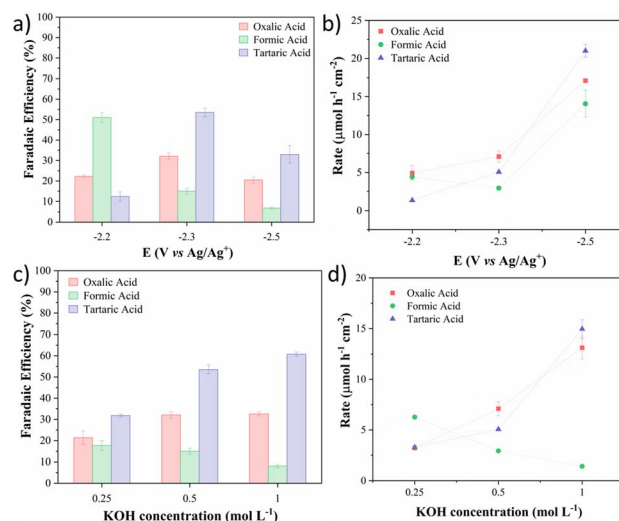 a)
100
90
80
70
60
50
40
30
20
10
0
Faradaic Efficiency (%)
Oxalic Acid
Formic Acid
Tartaric Acid
-2.2
-2.3
-2.5
E (V vs Ag/Ag⁺)
b)
25
20
15
10
5
0
Rate (μmol h⁻¹ cm⁻²)
Oxalic Acid
Formic Acid
Tartaric Acid
-2.2
-2.3
-2.5
E (V vs Ag/Ag⁺)
c)
100
90
80
70
60
50
40
30
20
10
0
Faradaic Efficiency (%)
Oxalic Acid
Formic Acid
Tartaric Acid
0.25
0.5
1
KOH concentration (mol L⁻¹)
d)
20
15
10
5
0
Rate (μmol h⁻¹ cm⁻²)
Oxalic Acid
Formic Acid
Tartaric Acid
0.25
0.5
1
KOH concentration (mol L⁻¹)